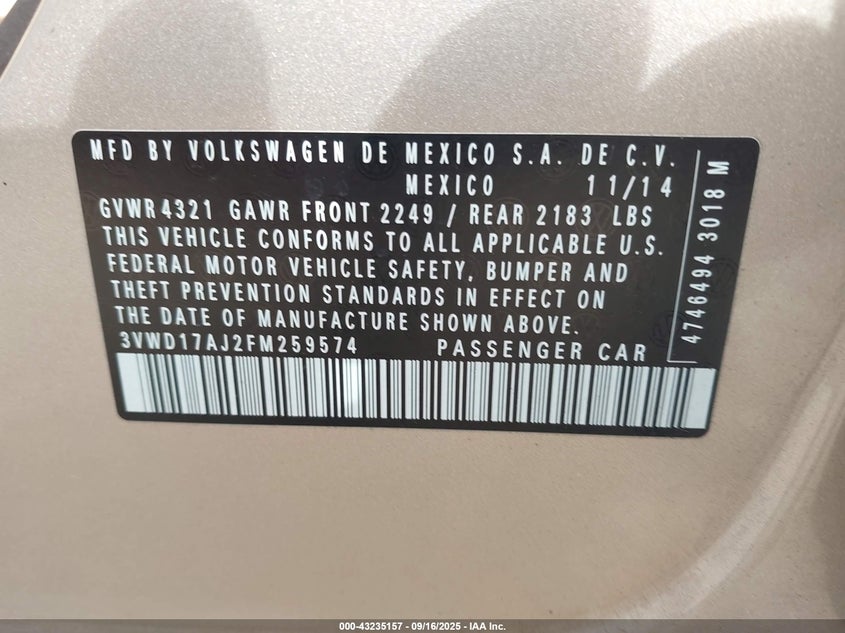 MFD BY VOLKSWAGEN DE MEXICO S.A. DE C.V.
MEXICO 11/14
GVWR 4321 GAWR FRONT 2249 / REAR 2183 LBS
THIS VEHICLE CONFORMS TO ALL APPLICABLE U.S.
FEDERAL MOTOR VEHICLE SAFETY, BUMPER AND
THEFT PREVENTION STANDARDS IN EFFECT ON
THE DATE OF MANUFACTURE SHOWN ABOVE.
3VWD17AJ2FM259574 PASSENGER CAR
4746494 3018 M
000-43235157 - 09/16/2025 - IAA Inc.